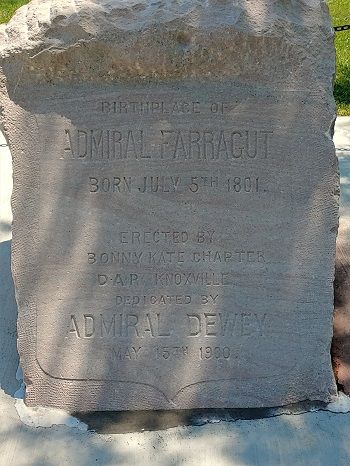 BIRTHPLACE OF
ADMIRAL FARRAGUT
BORN JULY 5TH 1801.
ERECTED BY
BONNY KATE CHAPTER
D.A.R. KNOXVILLE
DEDICATED BY
ADMIRAL DEWEY
MAY 15TH 1900.